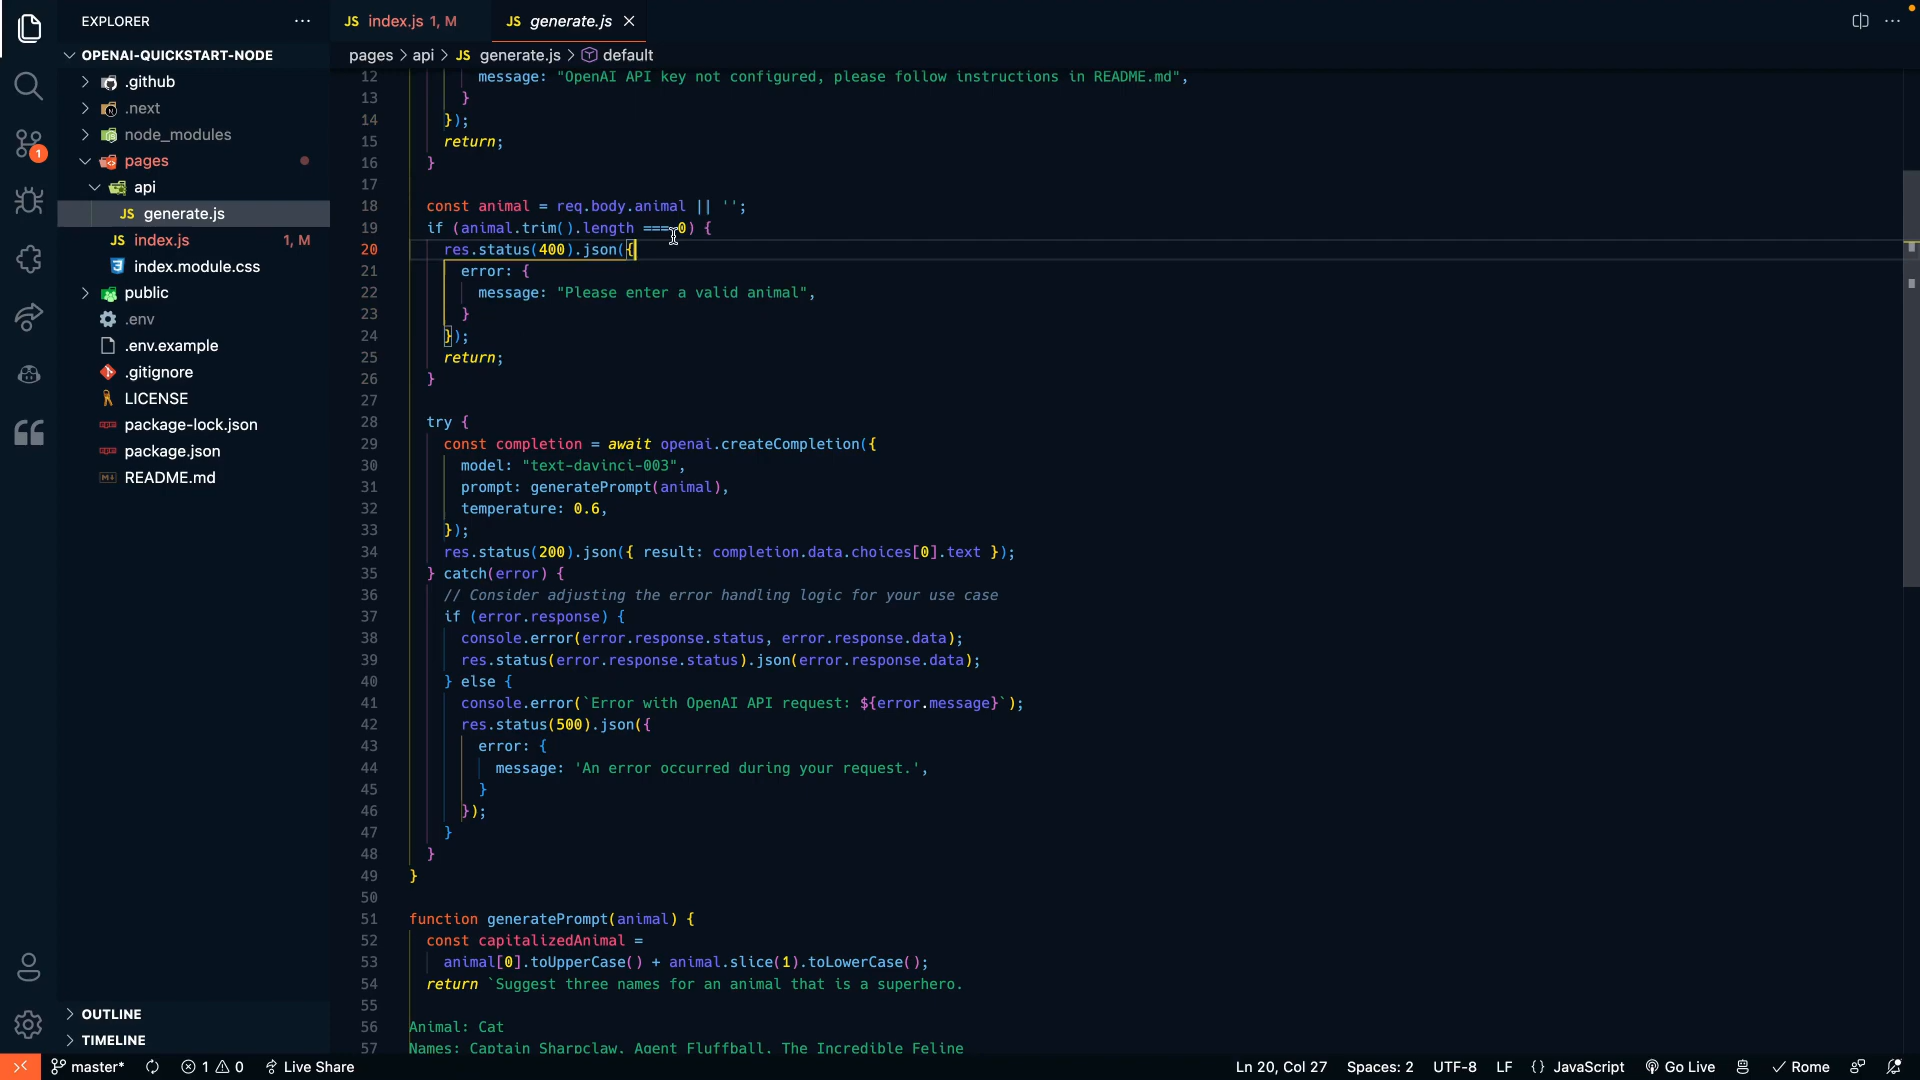 EXPLORER
OPENAI-QUICKSTART-NODE
.github
.next
node_modules
pages
api
JS generate.js
JS index.js 1, M
index.module.css
public
.env
.env.example
.gitignore
LICENSE
package-lock.json
package.json
README.md
OUTLINE
TIMELINE
1
JS index.js 1, M
JS generate.js
pages > api > JS generate.js > default
12 message: "OpenAI API key not configured, please follow instructions in README.md",
13 }
14 });
15 return;
16 }
17
18 const animal = req.body.animal || '';
19 if (animal.trim().length === 0) {
20 res.status(400).json({
21 error: {
22 message: "Please enter a valid animal",
23 }
24 });
25 return;
26 }
27
28 try {
29 const completion = await openai.createCompletion({
30 model: "text-davinci-003",
31 prompt: generatePrompt(animal),
32 temperature: 0.6,
33 });
34 res.status(200).json({ result: completion.data.choices[0].text });
35 } catch(error) {
36 // Consider adjusting the error handling logic for your use case
37 if (error.response) {
38 console.error(error.response.status, error.response.data);
39 res.status(error.response.status).json(error.response.data);
40 } else {
41 console.error(`Error with OpenAI API request: ${error.message}`);
42 res.status(500).json({
43 error: {
44 message: 'An error occurred during your request.',
45 }
46 });
47 }
48 }
49 }
50
51 function generatePrompt(animal) {
52 const capitalizedAnimal =
53 animal[0].toUpperCase() + animal.slice(1).toLowerCase();
54 return `Suggest three names for an animal that is a superhero.
55
56 Animal: Cat
57 Names: Captain Sharpclaw, Agent Fluffball, The Incredible Feline
master* 1 0 Live Share Ln 20, Col 27 Spaces: 2 UTF-8 LF {} JavaScript Go Live Rome